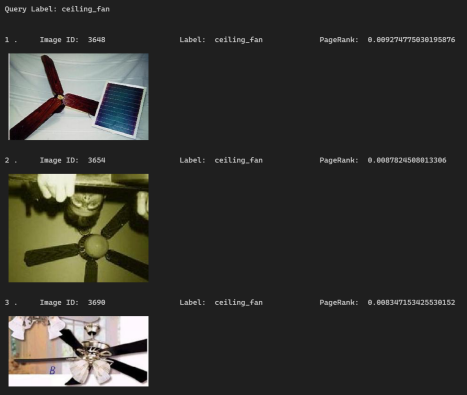 Query Label: ceiling_fan
1 . Image ID: 3648 Label: ceiling_fan PageRank: 0.009274775030195876
2 . Image ID: 3654 Label: ceiling_fan PageRank: 0.0087824508013306
3 . Image ID: 3690 Label: ceiling_fan PageRank: 0.008347153425530152
B